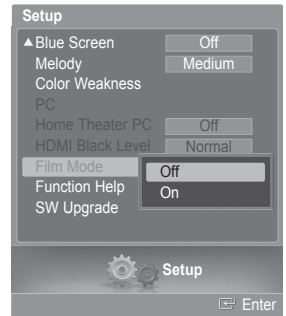 Setup
▲Blue Screen Off
Melody Medium
Color Weakness
PC
Home Theater PC Off
HDMI Black Level Normal
Film Mode Off
Function Help On
SW Upgrade
Setup
Enter